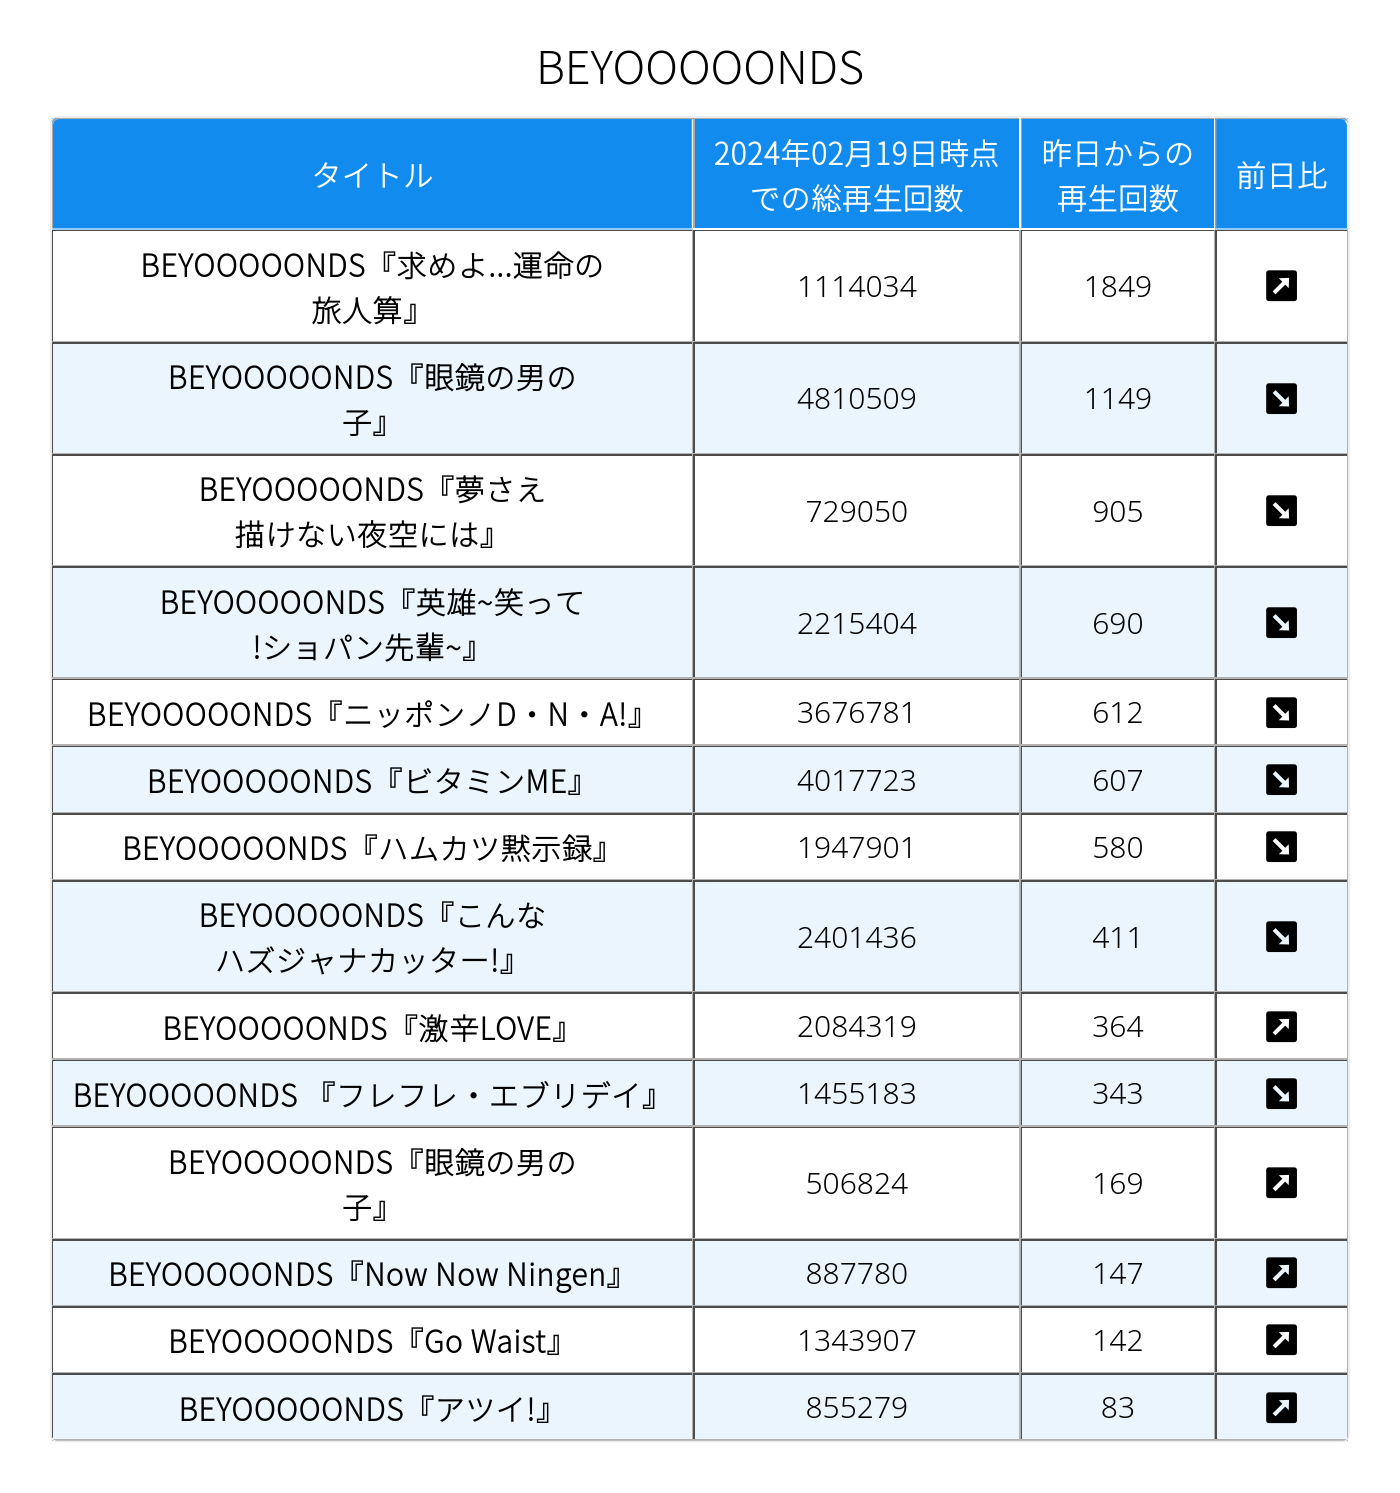 BEYOOOOONDS
タイトル
2024年02月19日時点
での総再生回数
昨日からの
再生回数
前日比
BEYOOOOONDS『求めよ...運命の
旅人算』
1114034
1849
BEYOOOOONDS『眼鏡の男の
子』
4810509
1149
BEYOOOOONDS『夢さえ
描けない夜空には』
729050
905
BEYOOOOONDS『英雄~笑って
!ショパン先輩~』
2215404
690
BEYOOOOONDS『ニッポンノD・N・A!』
3676781
612
BEYOOOOONDS『ビタミンME』
4017723
607
BEYOOOOONDS『ハムカツ黙示録』
1947901
580
BEYOOOOONDS『こんな
ハズジャナカッター!』
2401436
411
BEYOOOOONDS『激辛LOVE』
2084319
364
BEYOOOOONDS 『フレフレ・エブリデイ』
1455183
343
BEYOOOOONDS『眼鏡の男の
子』
506824
169
BEYOOOOONDS『Now Now Ningen』
887780
147
BEYOOOOONDS『Go Waist』
1343907
142
BEYOOOOONDS『アツイ!』
855279
83